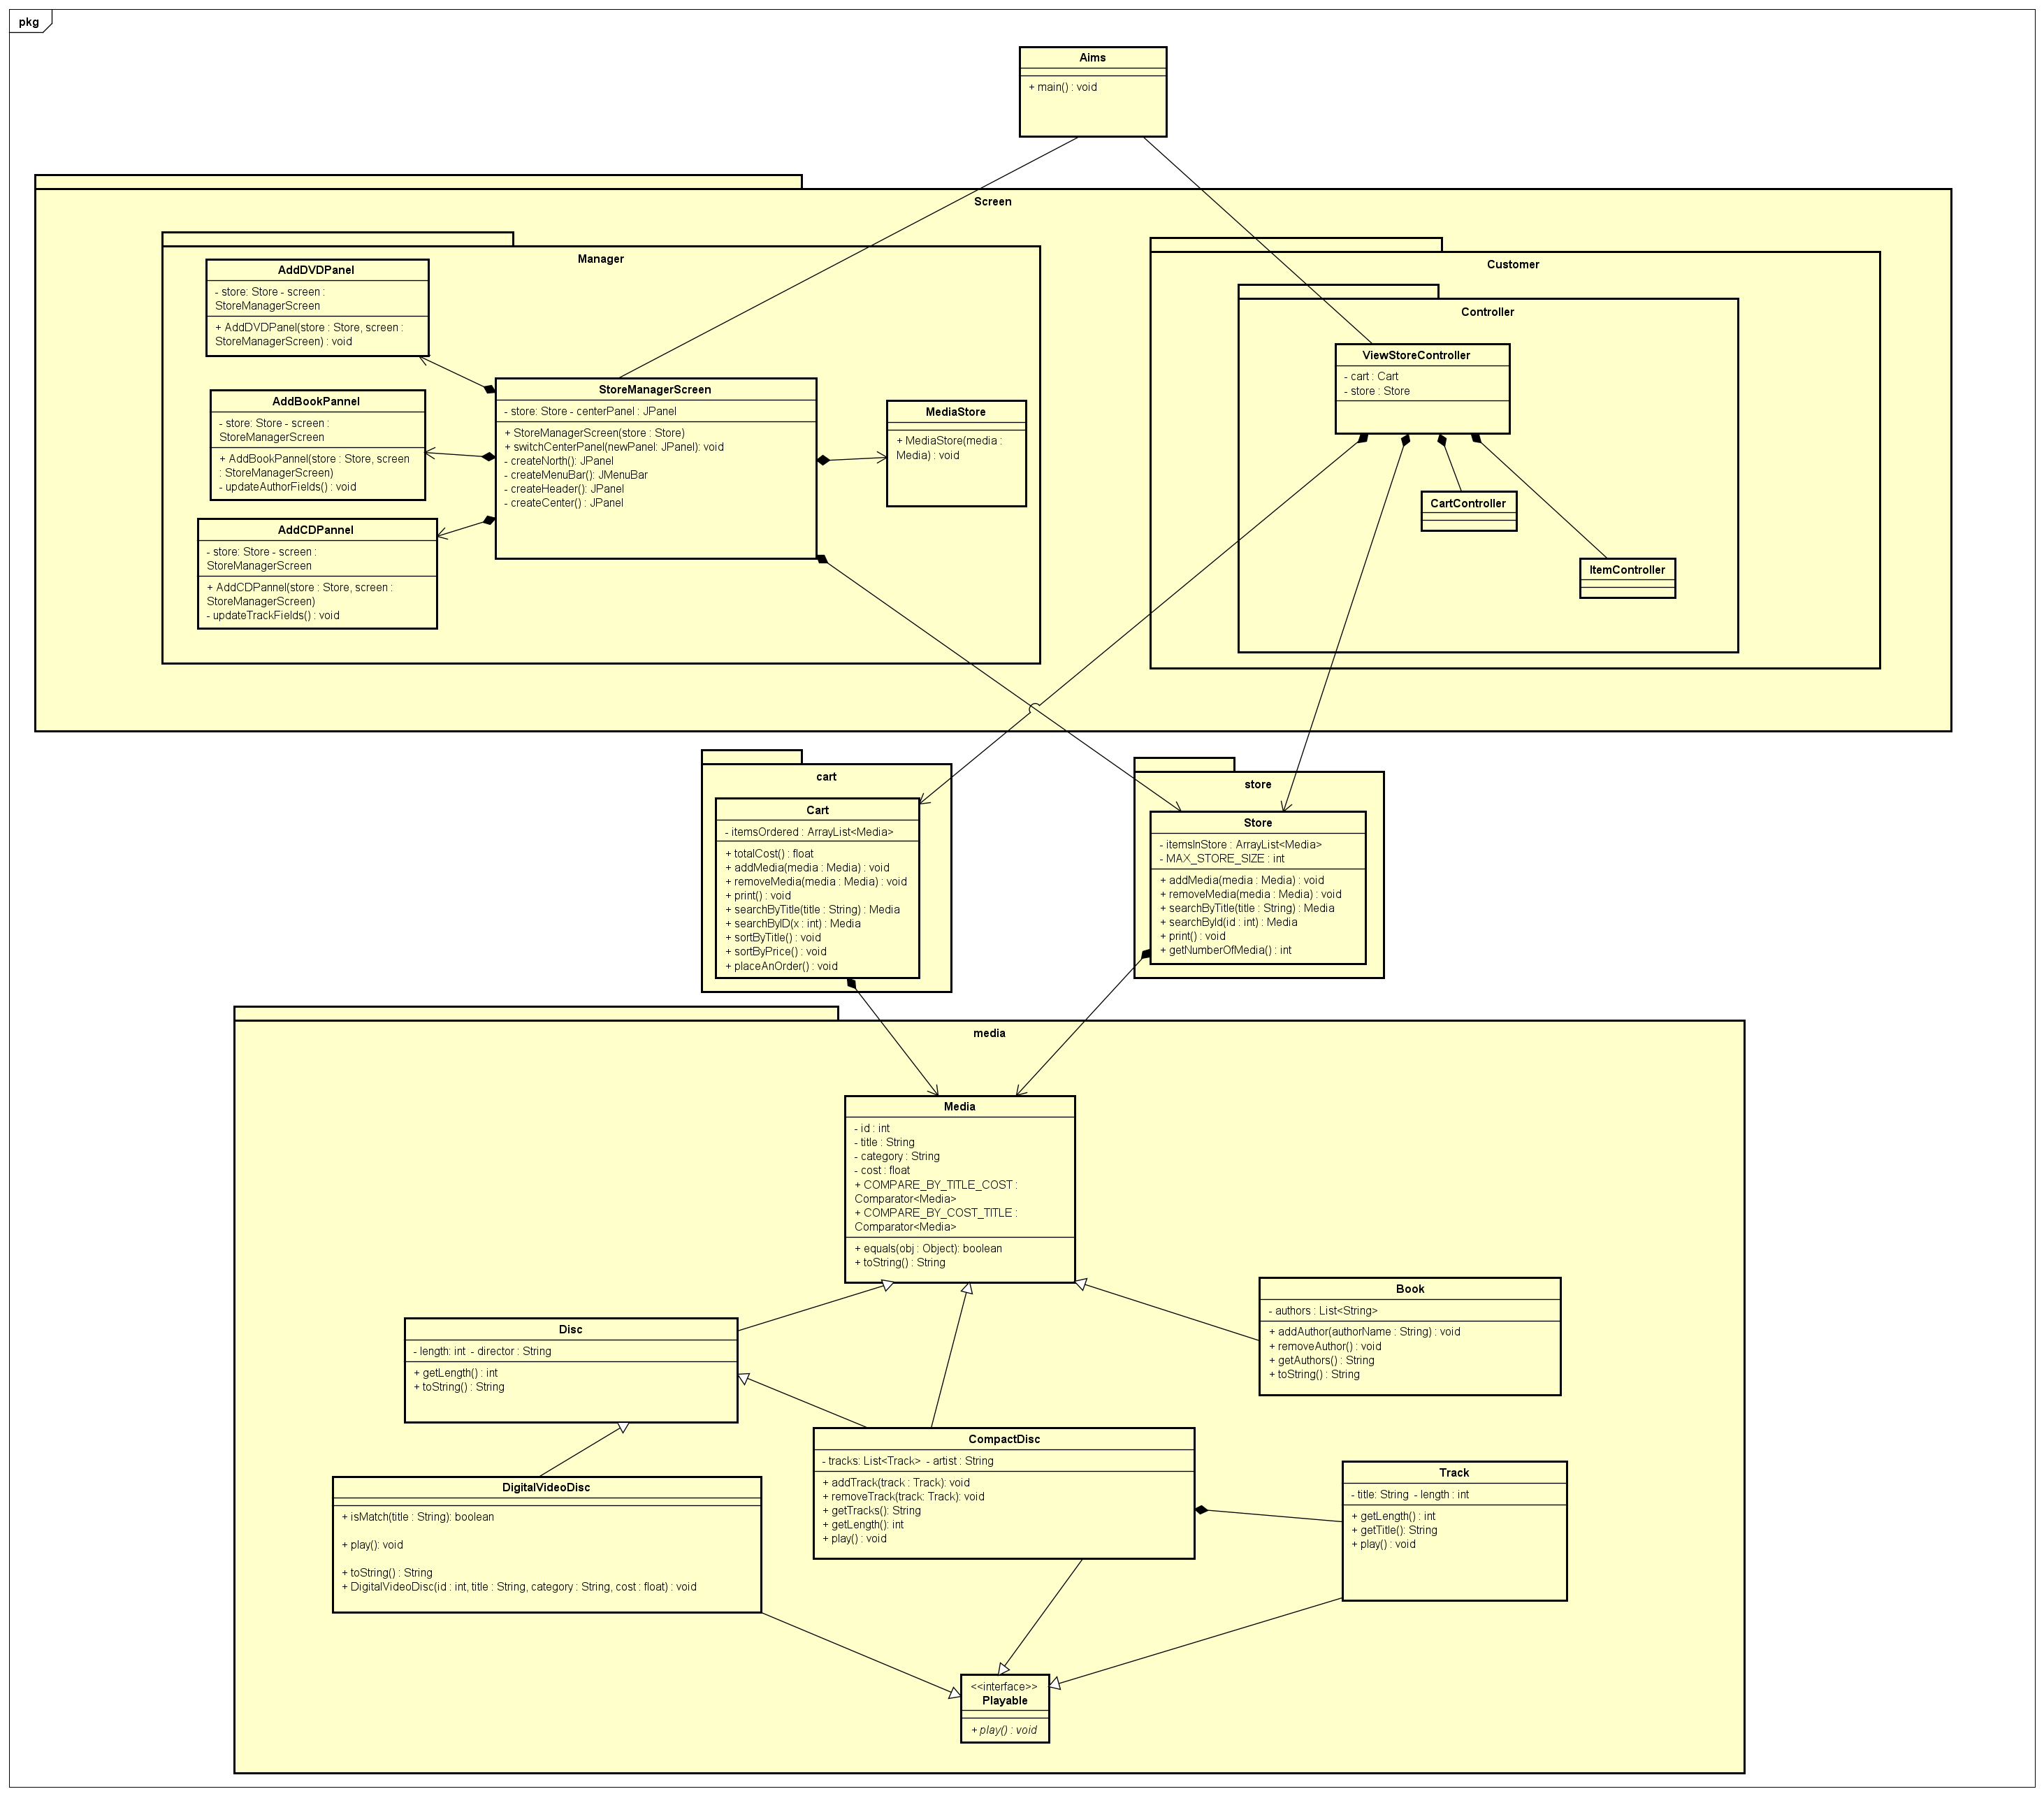 pkg
Aims
+ main() : void
Screen
Manager
AddDVDPanel
- store: Store - screen :
StoreManagerScreen
+ AddDVDPanel(store : Store, screen :
StoreManagerScreen) : void
AddBookPannel
- store: Store - screen :
StoreManagerScreen
+ AddBookPannel(store : Store, screen
: StoreManagerScreen)
- updateAuthorFields() : void
AddCDPannel
- store: Store - screen :
StoreManagerScreen
+ AddCDPannel(store : Store, screen :
StoreManagerScreen)
- updateTrackFields() : void
StoreManagerScreen
- store: Store - centerPanel : JPanel
+ StoreManagerScreen(store : Store)
+ switchCenterPanel(newPanel: JPanel): void
- createNorth(): JPanel
- createMenuBar(): JMenuBar
- createHeader(): JPanel
- createCenter() : JPanel
MediaStore
+ MediaStore(media :
Media) : void
Customer
Controller
ViewStoreController
- cart : Cart
- store : Store
CartController
ItemController
cart
Cart
- itemsOrdered : ArrayList<Media>
+ totalCost() : float
+ addMedia(media : Media) : void
+ removeMedia(media : Media) : void
+ print() : void
+ searchByTitle(title : String) : Media
+ searchByID(x : int) : Media
+ sortByTitle() : void
+ sortByPrice() : void
+ placeAnOrder() : void
store
Store
- itemsInStore : ArrayList<Media>
- MAX_STORE_SIZE : int
+ addMedia(media : Media) : void
+ removeMedia(media : Media) : void
+ searchByTitle(title : String) : Media
+ searchById(id : int) : Media
+ print() : void
+ getNumberOfMedia() : int
media
Media
- id : int
- title : String
- category : String
- cost : float
+ COMPARE_BY_TITLE_COST :
Comparator<Media>
+ COMPARE_BY_COST_TITLE :
Comparator<Media>
+ equals(obj : Object): boolean
+ toString() : String
Book
- authors : List<String>
+ addAuthor(authorName : String) : void
+ removeAuthor() : void
+ getAuthors() : String
+ toString() : String
Disc
- length: int - director : String
+ getLength() : int
+ toString() : String
CompactDisc
- tracks: List<Track> - artist : String
+ addTrack(track : Track): void
+ removeTrack(track: Track): void
+ getTracks(): String
+ getLength(): int
+ play() : void
Track
- title: String - length : int
+ getLength() : int
+ getTitle(): String
+ play() : void
DigitalVideoDisc
+ isMatch(title : String): boolean
+ play(): void
+ toString() : String
+ DigitalVideoDisc(id : int, title : String, category : String, cost : float) : void
<<interface>>
Playable
+ play() : void